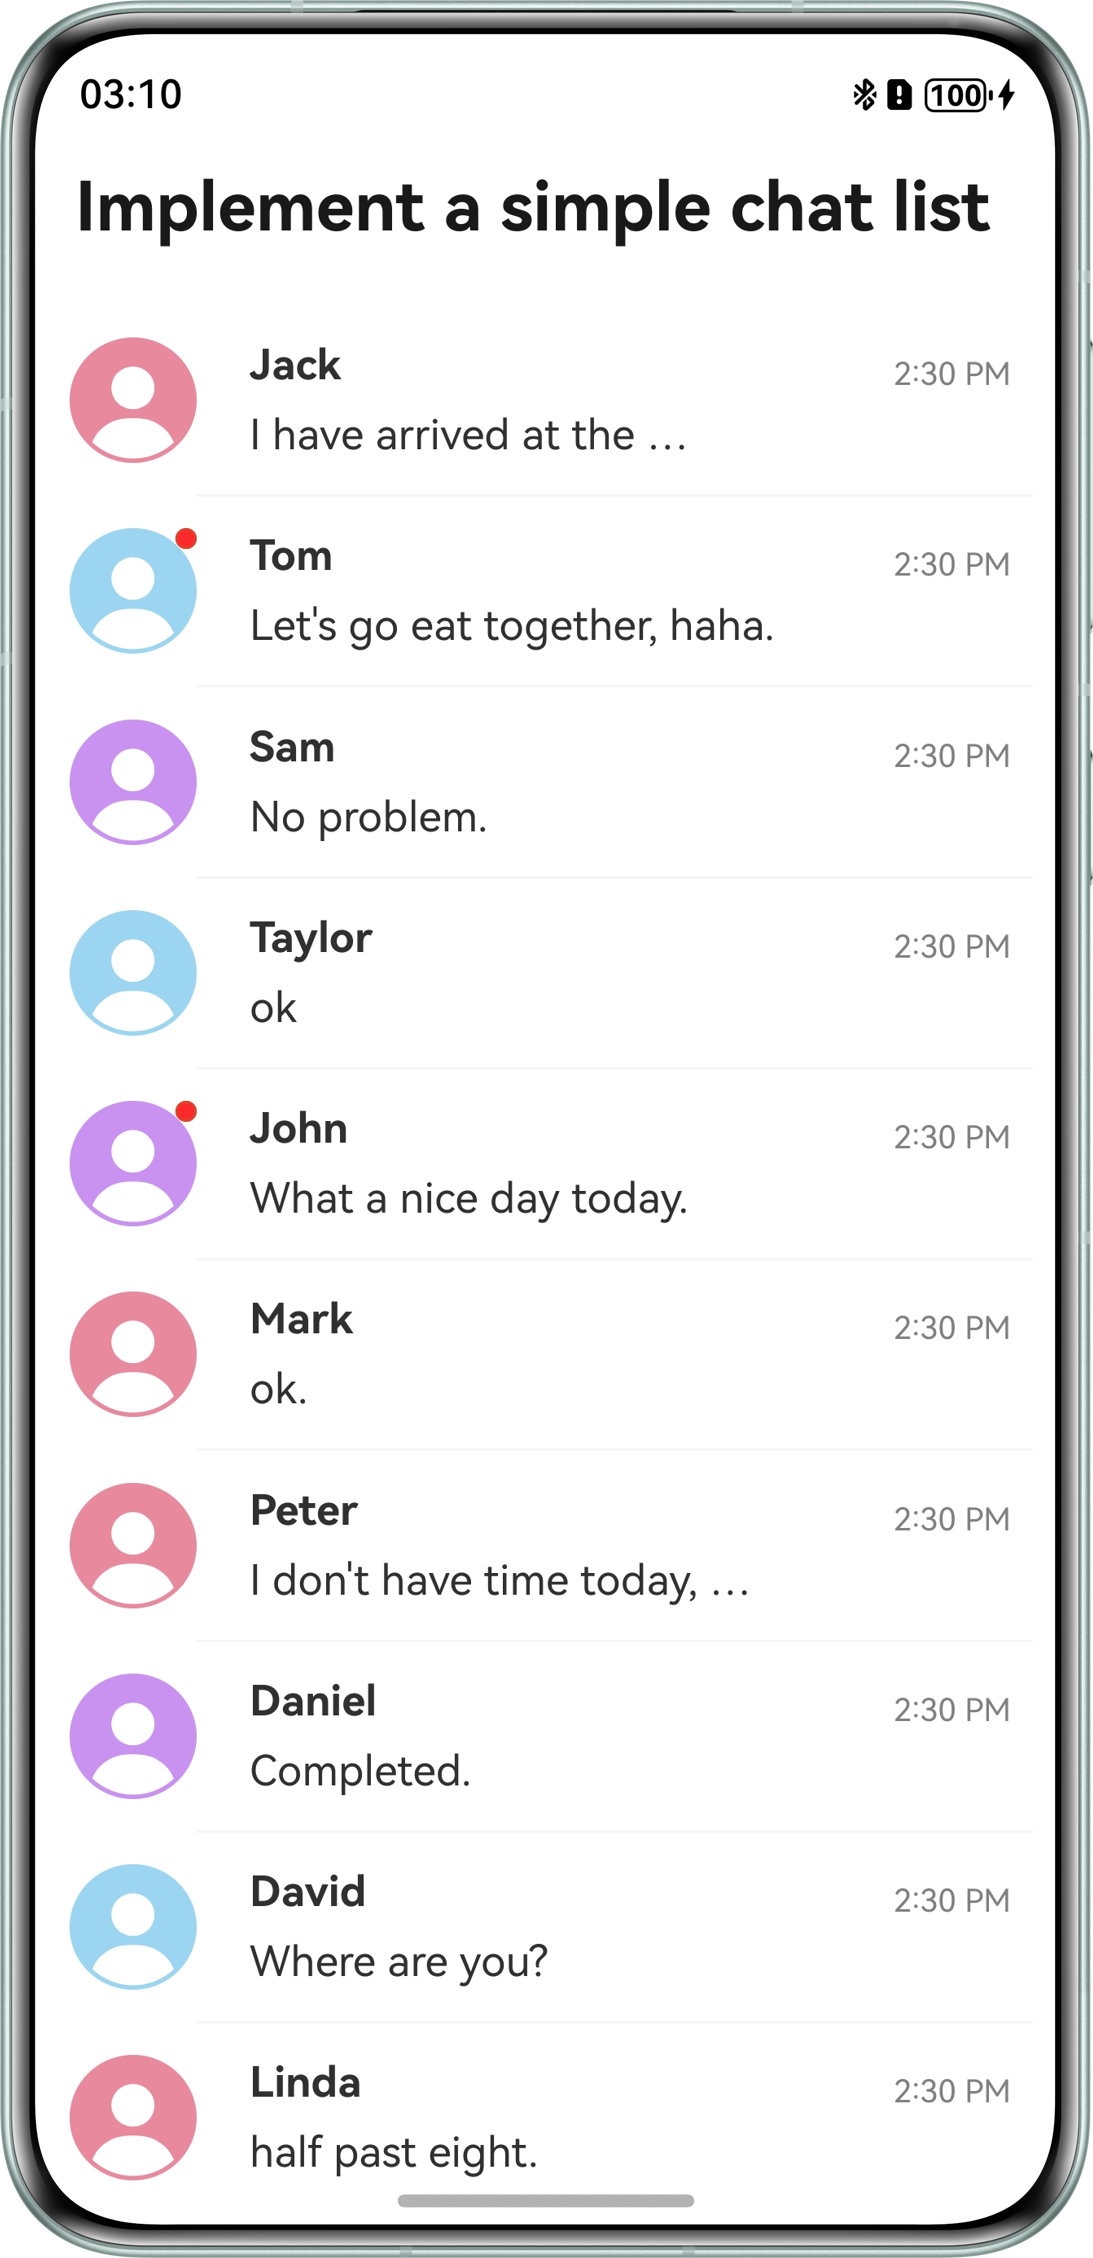 03:10
100
Implement a simple chat list
Jack
2:30 PM
I have arrived at the ...
Tom
2:30 PM
Let's go eat together, haha.
Sam
2:30 PM
No problem.
Taylor
2:30 PM
ok
John
2:30 PM
What a nice day today.
Mark
2:30 PM
ok.
Peter
2:30 PM
I don't have time today, ...
Daniel
2:30 PM
Completed.
David
2:30 PM
Where are you?
Linda
2:30 PM
half past eight.